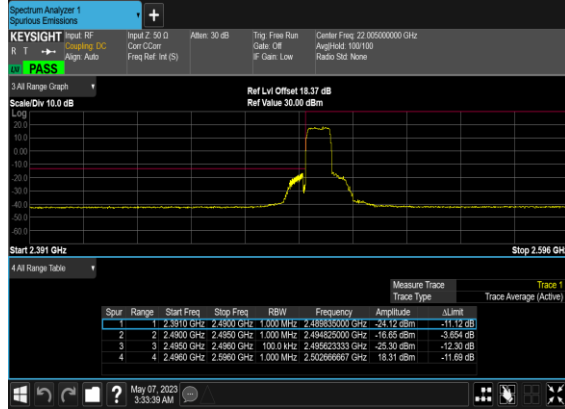 Spectrum Analyzer 1
Spurious Emissions
KEYSIGHT Input: RF Input Z: 50 Ω Atten: 30 dB Trig: Free Run Center Freq: 22.005000000 GHz
R T Coupling: DC Corr CCorr Gate: Off Avg|Hold: 100/100
Align: Auto Freq Ref: Int (S) IF Gain: Low Radio Std: None
PASS
3 All Range Graph
Ref Lvl Offset 18.37 dB
Scale/Div 10.0 dB Ref Value 30.00 dBm
Log
20.0
10.0
0.00
-10.0
-20.0
-30.0
-40.0
-50.0
-60.0
Start 2.391 GHz Stop 2.596 GHz
4 All Range Table
Measure Trace Trace 1
Trace Type Trace Average (Active)
Spur Range Start Freq Stop Freq RBW Frequency Amplitude ΔLimit
1 1 2.3910 GHz 2.4900 GHz 1.000 MHz 2.489835000 GHz -24.12 dBm -11.12 dB
2 2 2.4900 GHz 2.4950 GHz 1.000 MHz 2.494825000 GHz -16.65 dBm -3.654 dB
3 3 2.4950 GHz 2.4960 GHz 100.0 kHz 2.495623333 GHz -25.30 dBm -12.30 dB
4 4 2.4960 GHz 2.5960 GHz 1.000 MHz 2.502666667 GHz 18.31 dBm -11.69 dB
?
May 07, 2023
3:33:39 AM